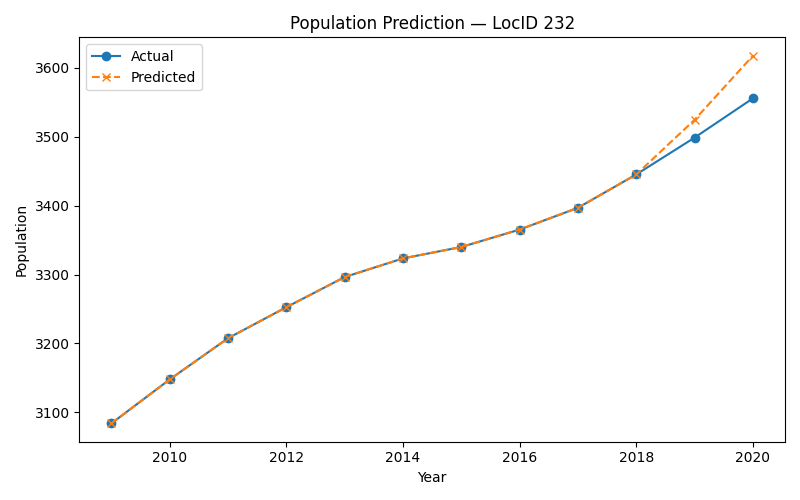 Population Prediction — LocID 232
Actual
Predicted
3600
3500
3400
3300
3200
3100
Population
2010 2012 2014 2016 2018 2020
Year